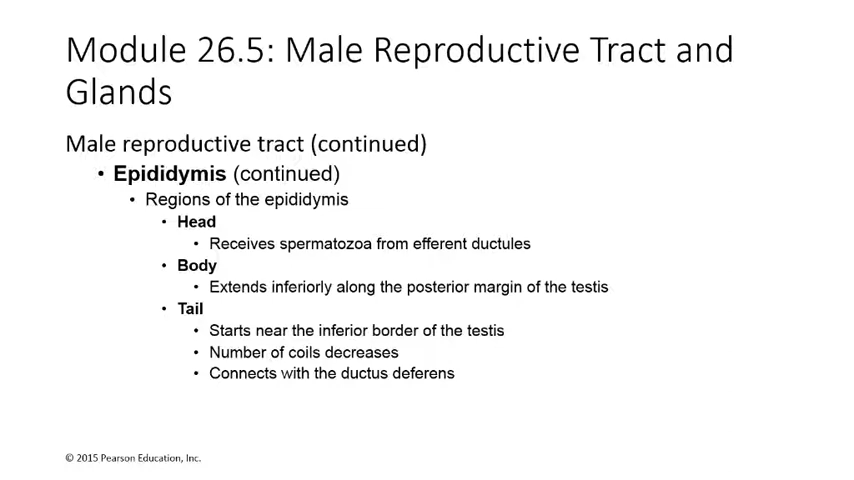 Module 26.5: Male Reproductive Tract and
Glands
Male reproductive tract (continued)
• Epididymis (continued)
• Regions of the epididymis
• Head
• Receives spermatozoa from efferent ductules
• Body
• Extends inferiorly along the posterior margin of the testis
• Tail
• Starts near the inferior border of the testis
• Number of coils decreases
• Connects with the ductus deferens
© 2015 Pearson Education, Inc.